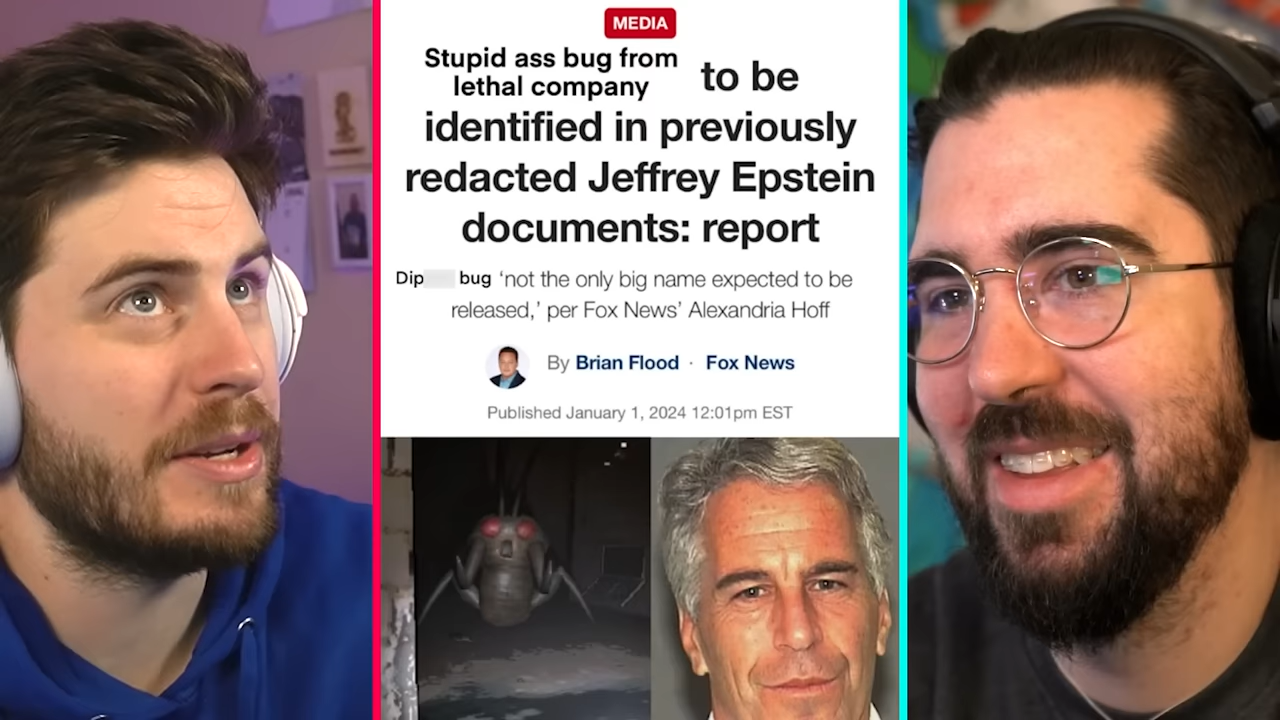 MEDIA
Stupid ass bug from
lethal company to be
identified in previously
redacted Jeffrey Epstein
documents: report
Dip bug ‘not the only big name expected to be
released,’ per Fox News’ Alexandria Hoff
By Brian Flood · Fox News
Published January 1, 2024 12:01pm EST